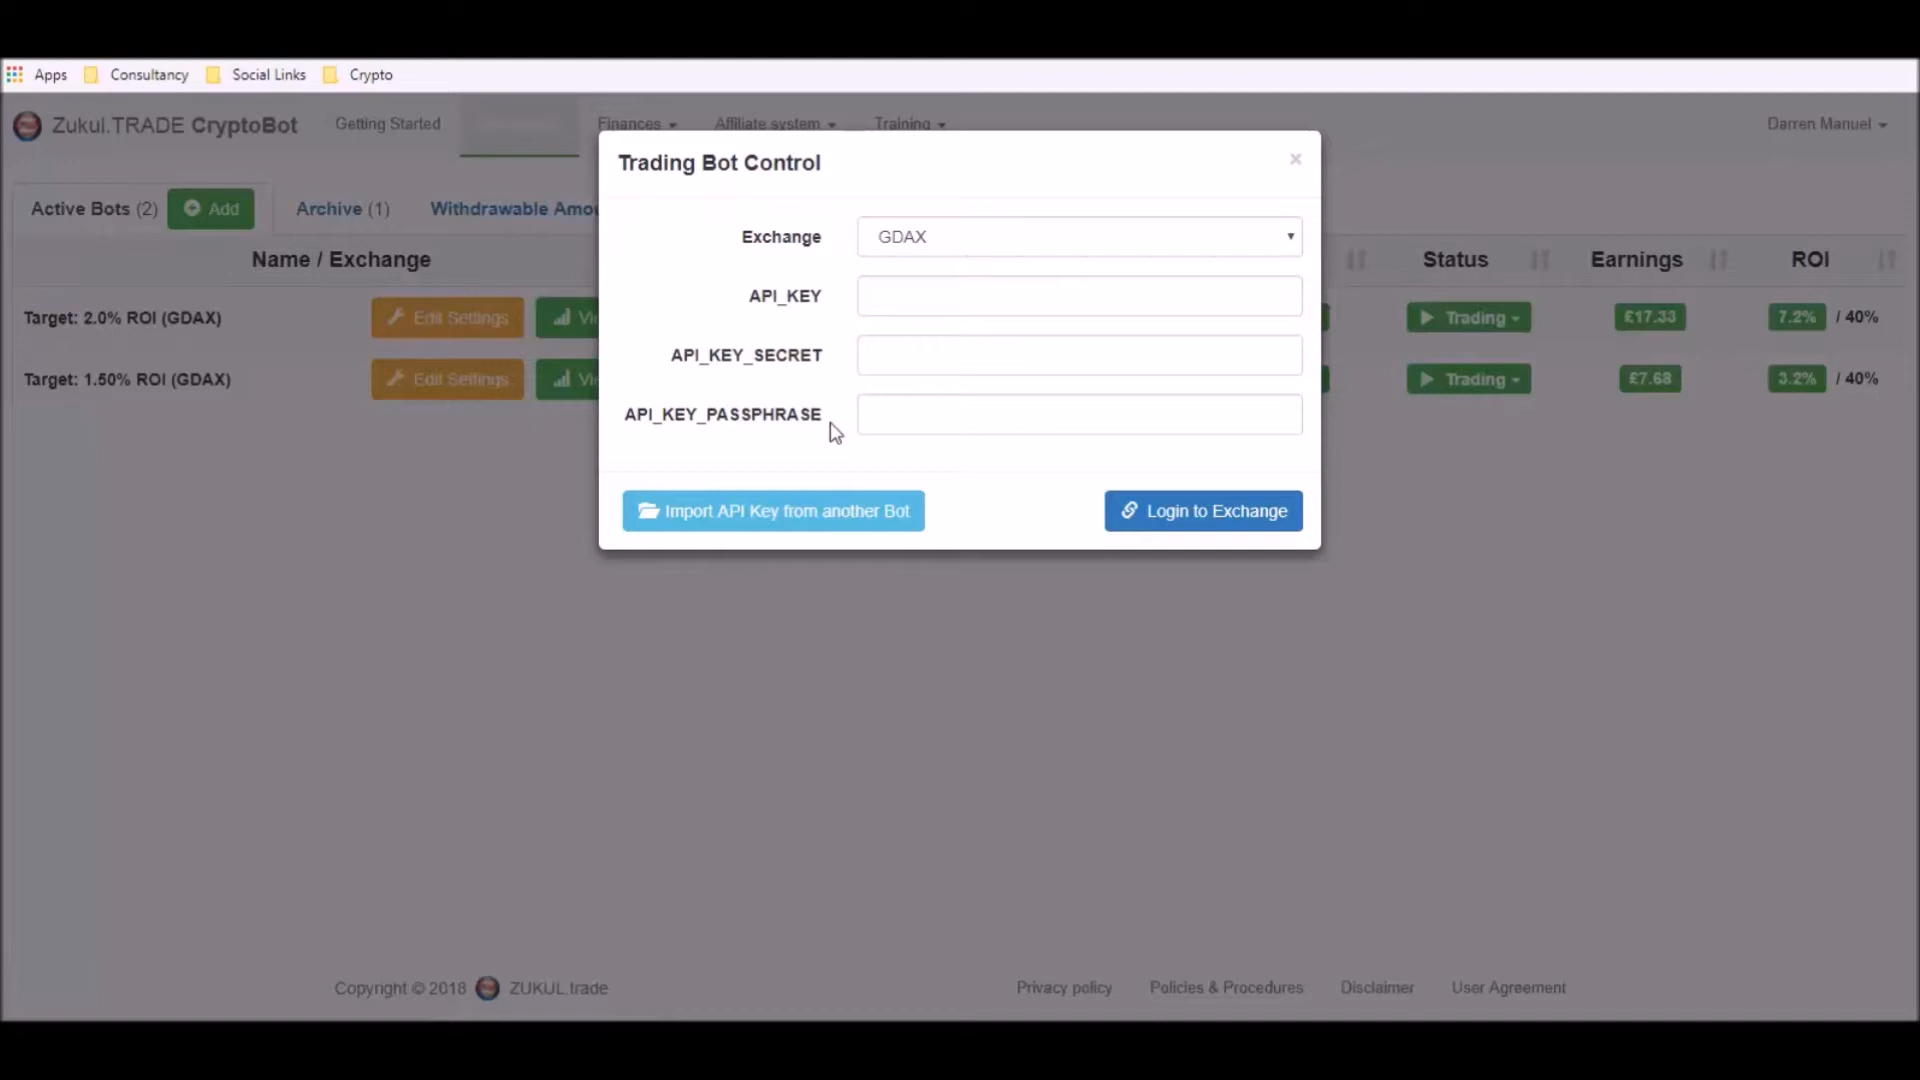 Apps Consultancy Social Links Crypto
Zukul.TRADE CryptoBot Getting Started Finances Affiliate system Training Darren Manuel
Trading Bot Control ×
Active Bots (2) Add Archive (1) Withdrawable Amou
Exchange GDAX
Name / Exchange Status Earnings ROI
API_KEY
Target: 2.0% ROI (GDAX) Edit Settings Vi Trading £17.33 7.2% / 40%
API_KEY_SECRET
Target: 1.50% ROI (GDAX) Edit Settings Vi Trading £7.68 3.2% / 40%
API_KEY_PASSPHRASE
Import API Key from another Bot Login to Exchange
Copyright © 2018 ZUKUL.trade Privacy policy Policies & Procedures Disclaimer User Agreement